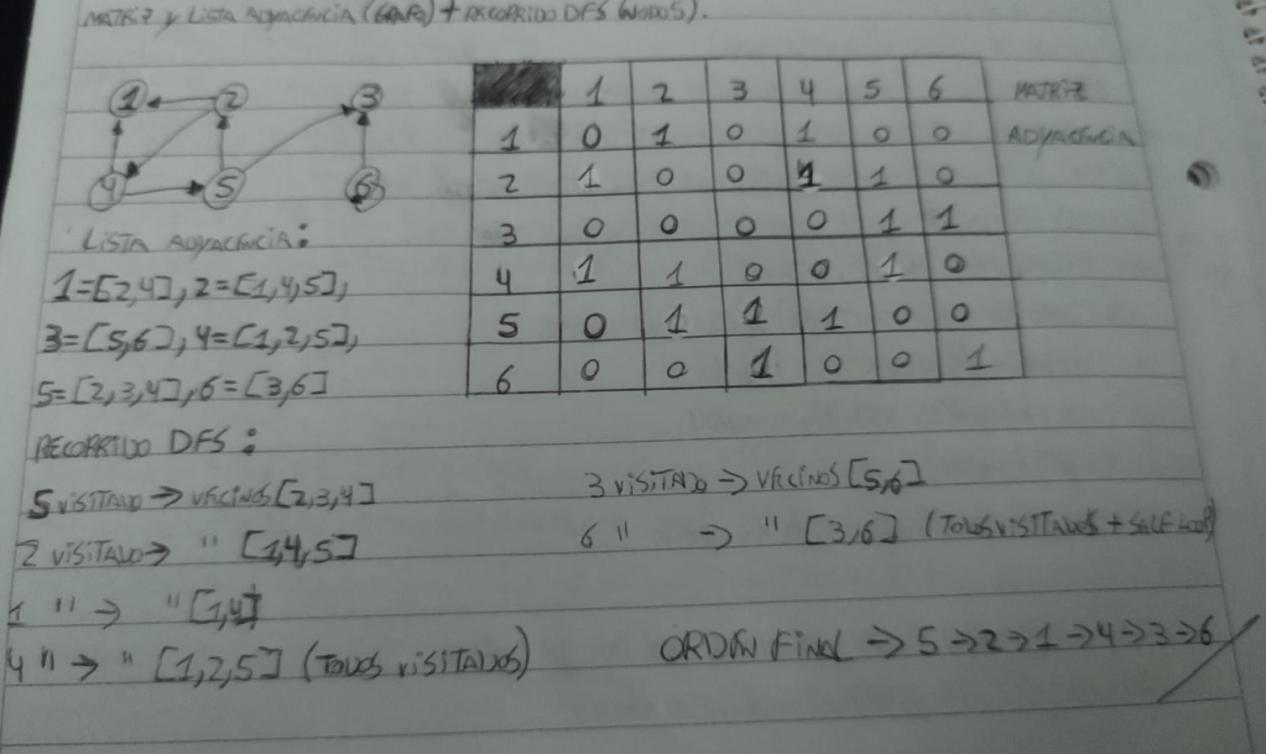 MATRIZ y LISTA ADYACENCIA (GRAFO) + RECORRIDO DFS (NODOS).
1 2 3
4 5 6
1 2 3 4 5 6 MATRIZ
1 0 1 0 1 0 0 ADYACENCIA
2 1 0 0 1 1 0
3 0 0 0 0 1 1
4 1 1 0 0 1 0
5 0 1 1 1 0 0
6 0 0 1 0 0 1
LISTA ADYACENCIA:
1=[2,4], 2=[1,4,5],
3=[5,6], 4=[1,2,5],
5=[2,3,4], 6=[3,6]
RECORRIDO DFS:
5 VISITADO → VECINOS [2,3,4]
2 VISITADO → " [1,4,5]
1 " → " [1,4]
4 " → " [1,2,5] (TODOS VISITADOS)
3 VISITADO → VECINOS [5,6]
6 " → " [3,6] (TODOS VISITADOS + SELF LOOP)
ORDEN FINAL → 5 → 2 → 1 → 4 → 3 → 6